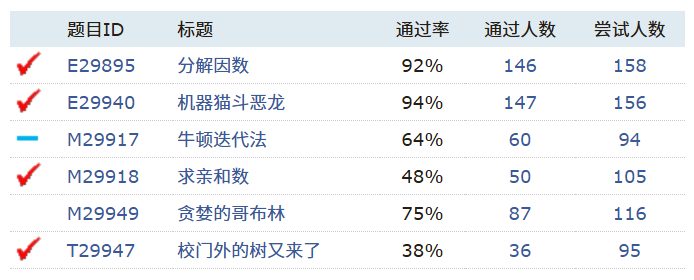 题目ID 标题 通过率 通过人数 尝试人数
E29895 分解因数 92% 146 158
E29940 机器猫斗恶龙 94% 147 156
M29917 牛顿迭代法 64% 60 94
M29918 求亲和数 48% 50 105
M29949 贪婪的哥布林 75% 87 116
T29947 校门外的树又来了 38% 36 95